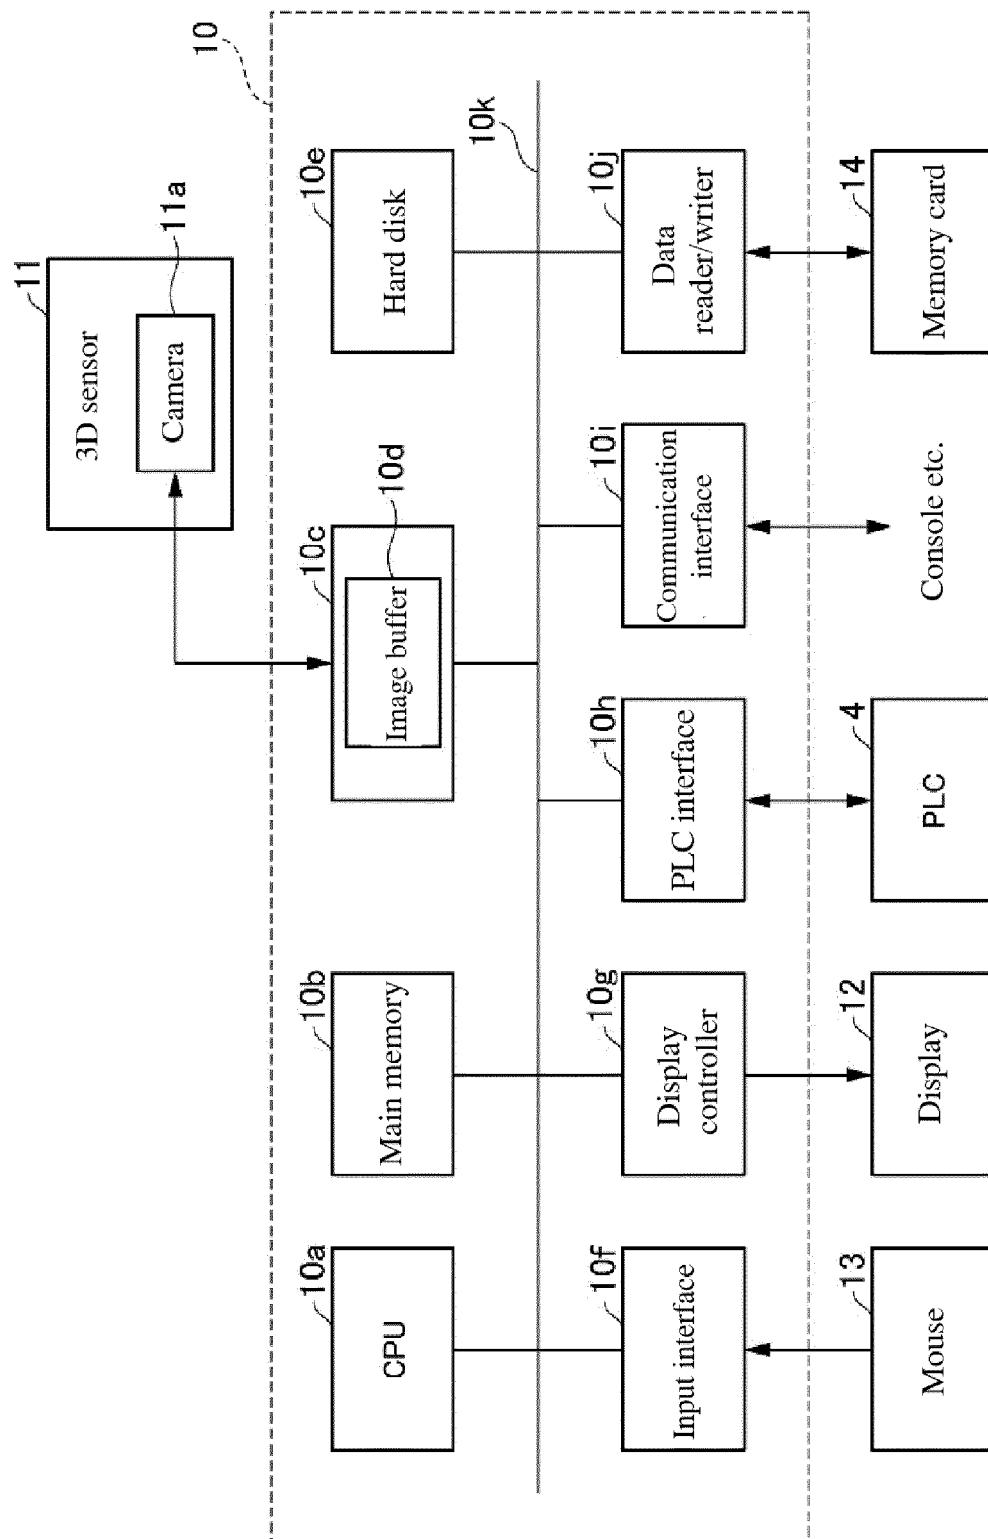 11
3D sensor
Camera
11a
10
10a
CPU
10b
Main memory
10c
Image buffer
10d
10e
Hard disk
10k
10f
Input interface
10g
Display
controller
10h
PLC interface
10i
Communication
interface
10j
Data
reader/writer
13
Mouse
12
Display
4
PLC
Console etc.
14
Memory card